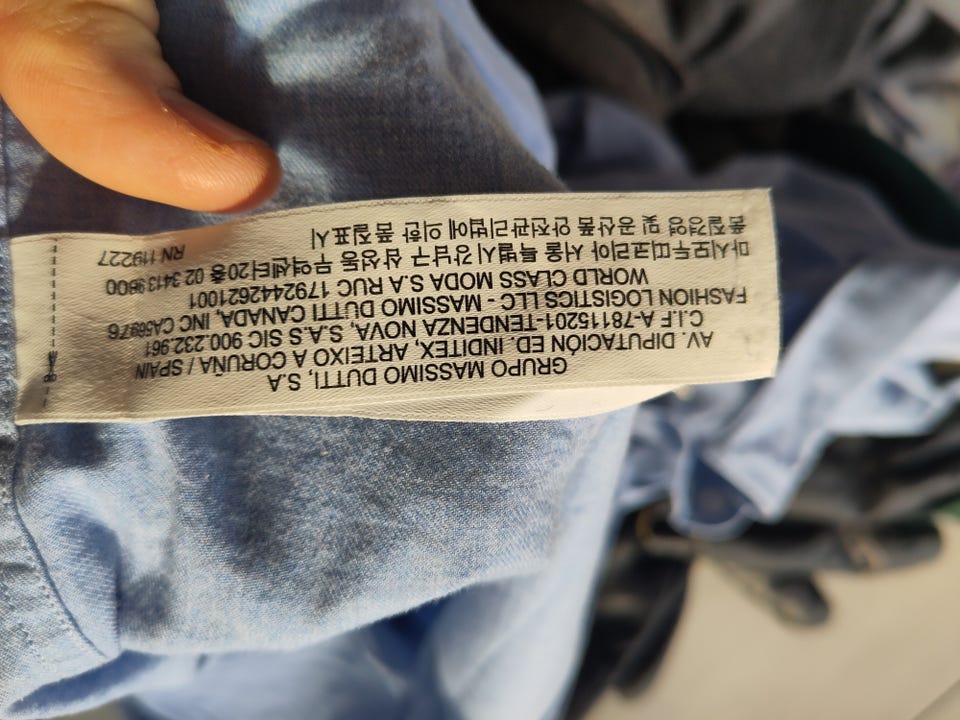 GRUPO MASSIMO DUTTI, S.A
AV. DIPUTACIÓN ED. INDITEX, ARTEIXO A CORUÑA / SPAIN
C.I.F A-78115201-TENDENZA NOVA, S.A.S SIC 900.232.961
FASHION LOGISTICS LLC - MASSIMO DUTTI CANADA, INC CA56976
WORLD CLASS MODA S.A RUC 1792442621001
마시모두띠코리아 서울 특별시 강남구 삼성동 무역센터20층 02 3413 9800
품질경영 및 공산품 안전관리법에 의한 품질표시
RN 119227